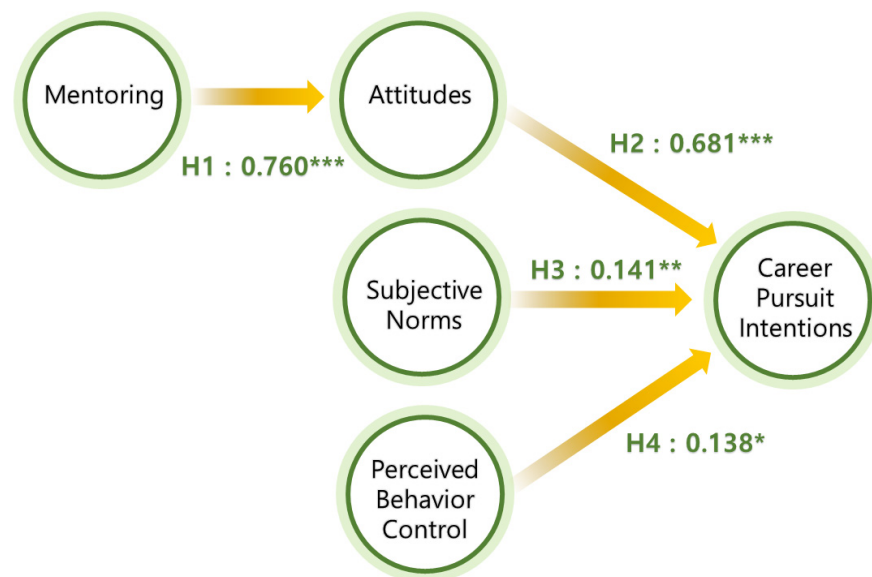 Mentoring
H1 : 0.760***
Attitudes
H2 : 0.681***
Subjective
Norms
H3 : 0.141**
Career
Pursuit
Intentions
Perceived
Behavior
Control
H4 : 0.138*